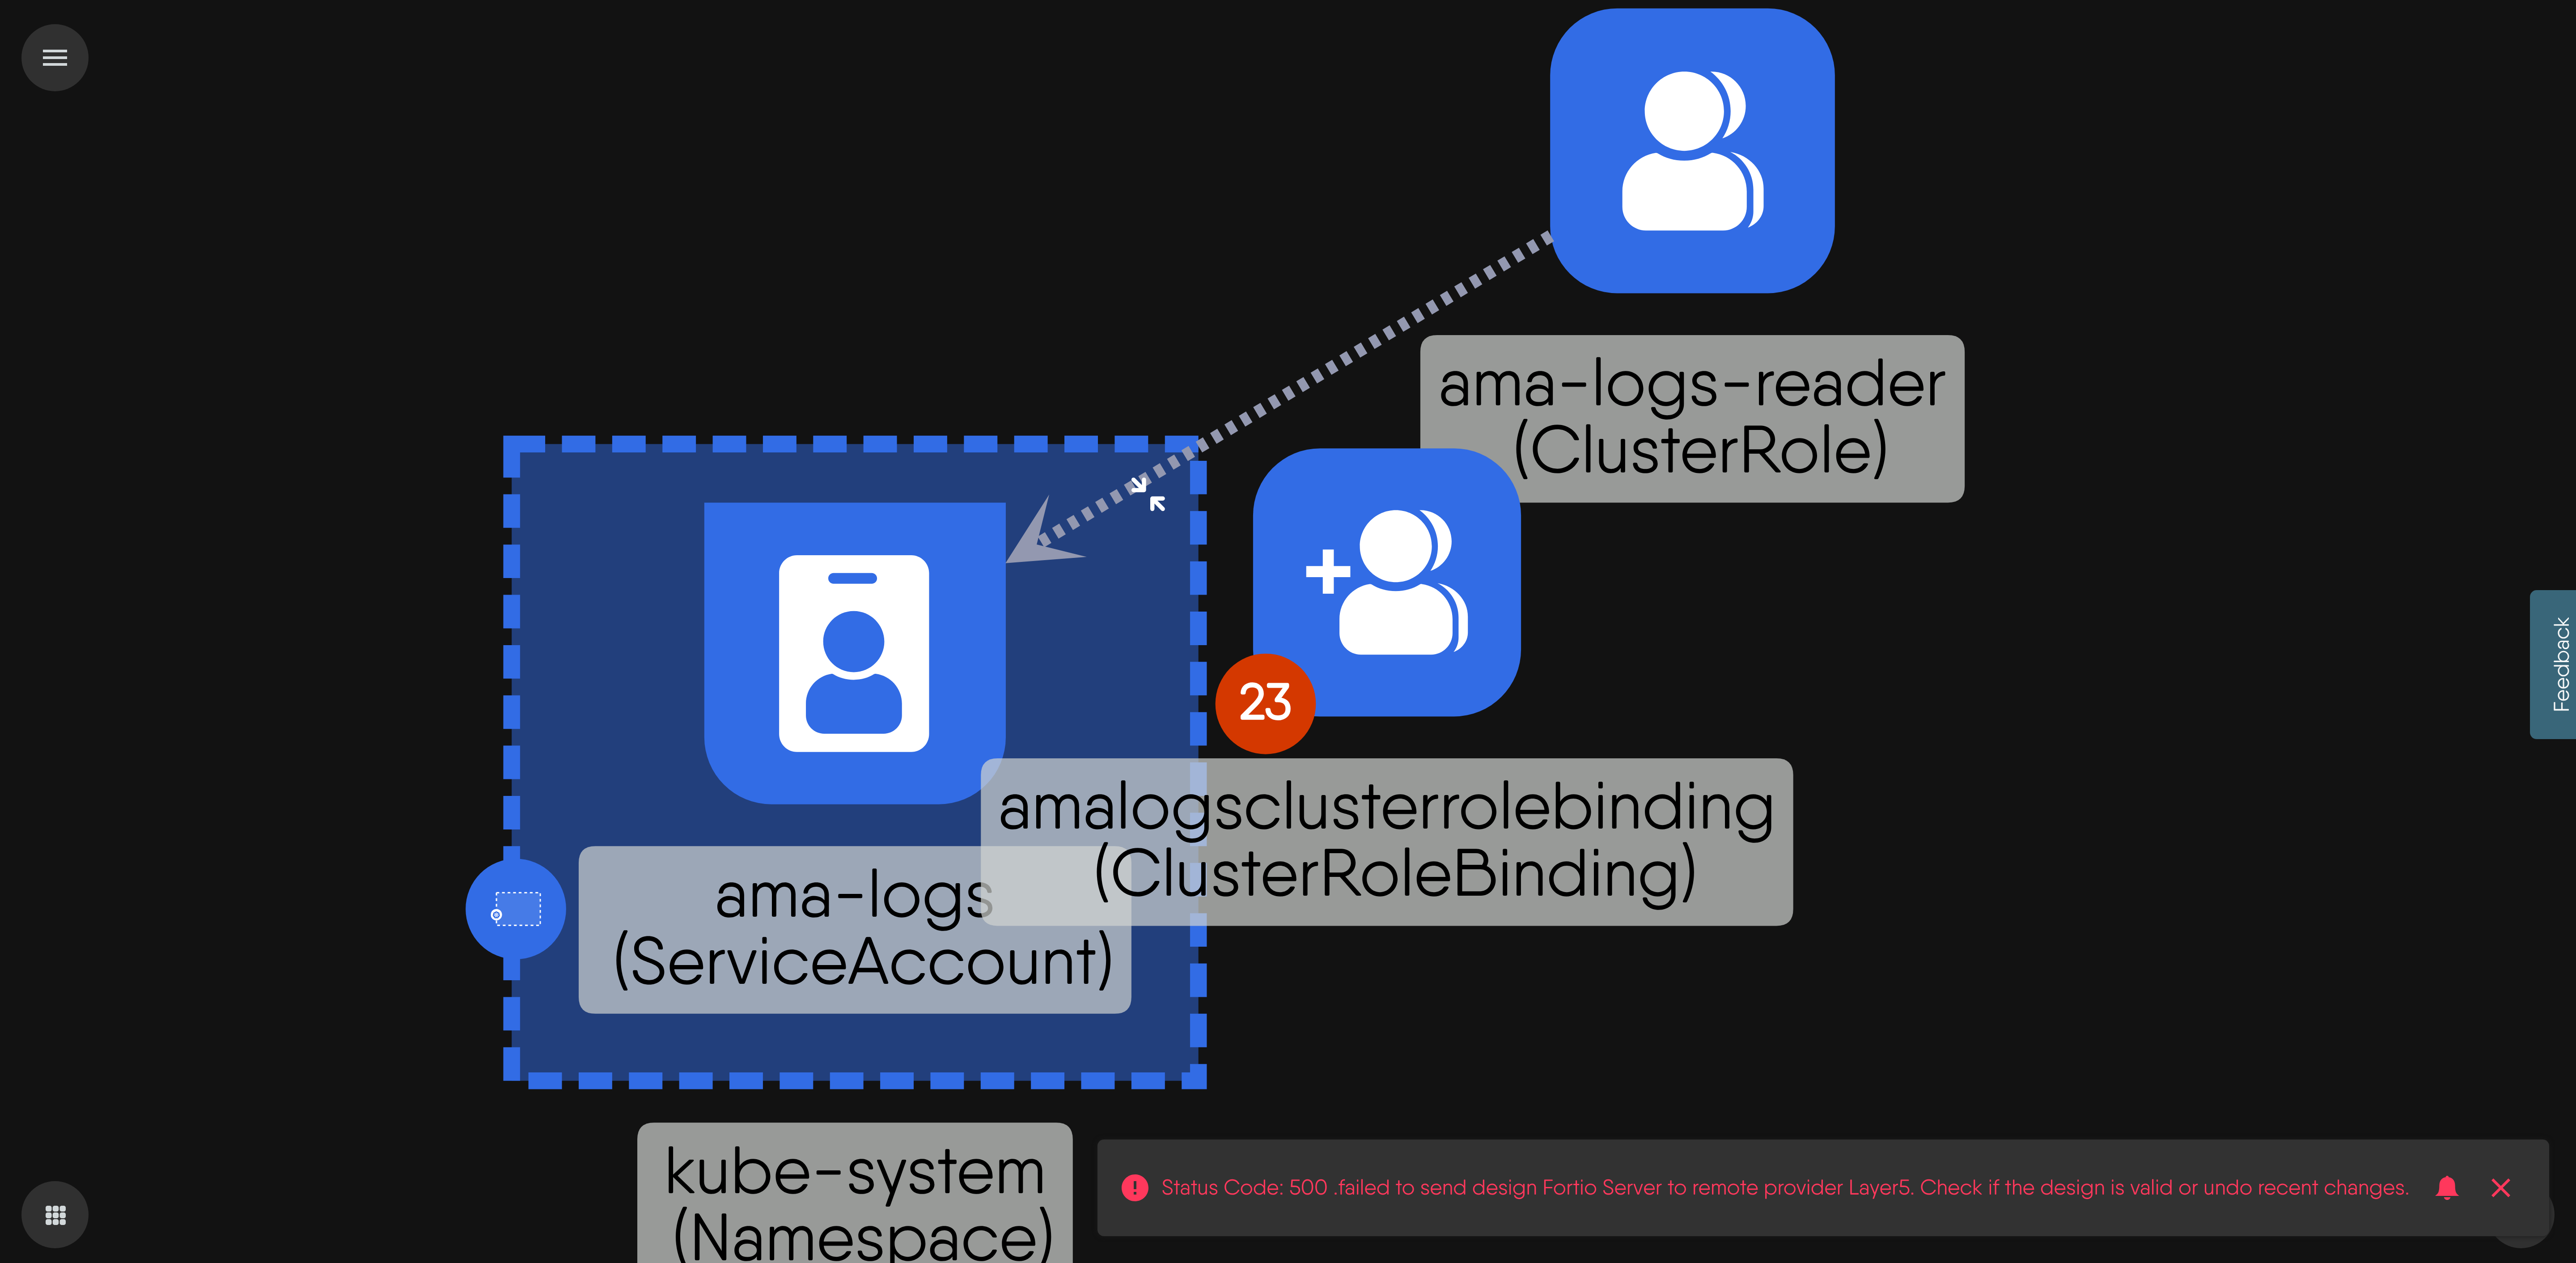 ama-logs-reader
(ClusterRole)
23
amalogsclusterrolebinding
(ClusterRoleBinding)
ama-logs
(ServiceAccount)
kube-system
(Namespace)
Feedback
Status Code: 500 .failed to send design Fortio Server to remote provider Layer5. Check if the design is valid or undo recent changes.